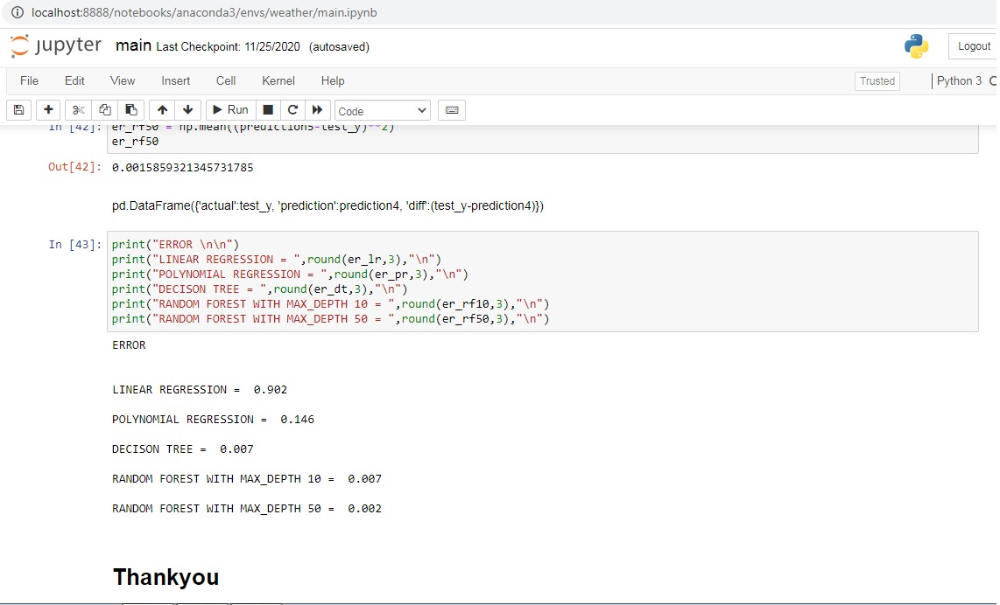 localhost:8888/notebooks/anaconda3/envs/weather/main.ipynb
jupyter main Last Checkpoint: 11/25/2020 (autosaved)
Logout
File Edit View Insert Cell Kernel Help
Trusted
Python 3
Run
Code
In [42]: er_rf50 = np.mean((prediction5-test_y)**2)
er_rf50
Out[42]: 0.0015859321345731785
pd.DataFrame({'actual':test_y, 'prediction':prediction4, 'diff':(test_y-prediction4)})
In [43]: print("ERROR \n\n")
print("LINEAR REGRESSION = ",round(er_lr,3),"\n")
print("POLYNOMIAL REGRESSION = ",round(er_pr,3),"\n")
print("DECISON TREE = ",round(er_dt,3),"\n")
print("RANDOM FOREST WITH MAX_DEPTH 10 = ",round(er_rf10,3),"\n")
print("RANDOM FOREST WITH MAX_DEPTH 50 = ",round(er_rf50,3),"\n")
ERROR
LINEAR REGRESSION =  0.902
POLYNOMIAL REGRESSION =  0.146
DECISON TREE =  0.007
RANDOM FOREST WITH MAX_DEPTH 10 =  0.007
RANDOM FOREST WITH MAX_DEPTH 50 =  0.002
Thankyou